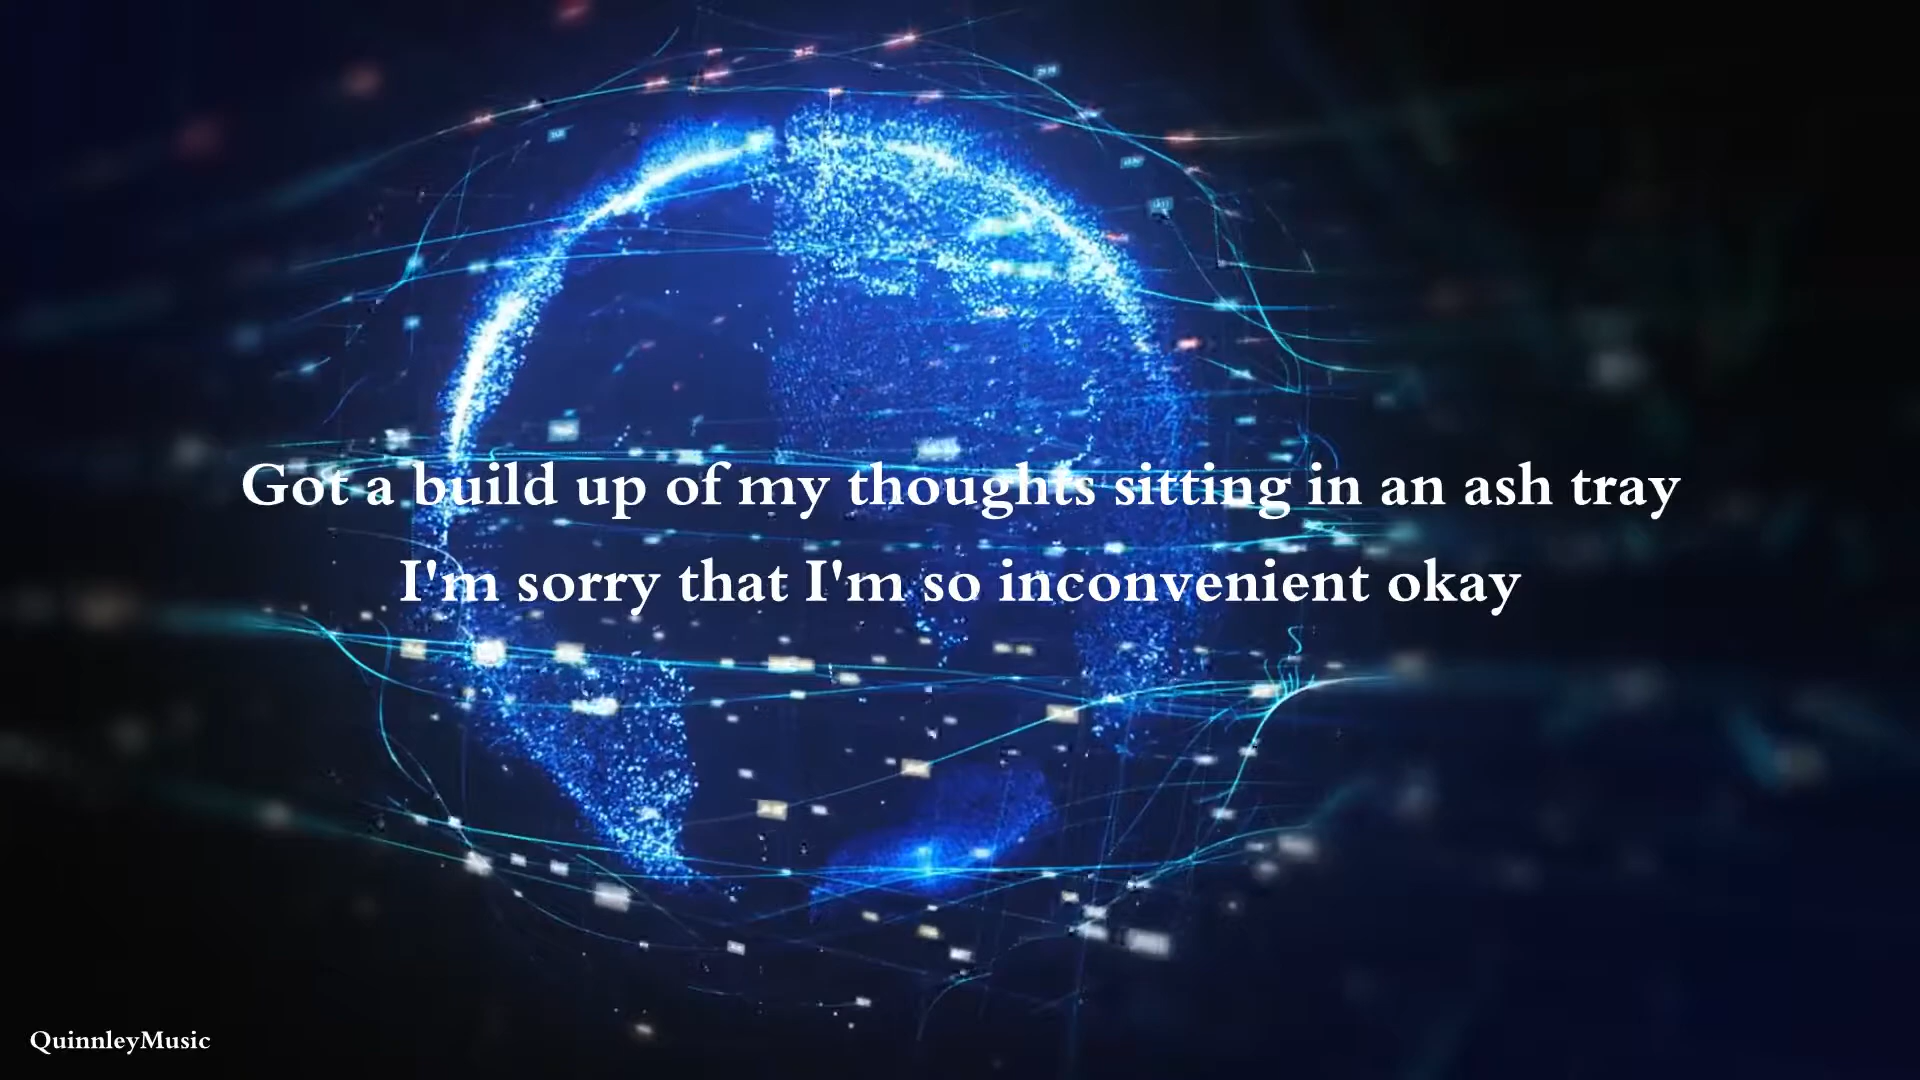 Got a build up of my thoughts sitting in an ash tray
I'm sorry that I'm so inconvenient okay
QuinnleyMusic